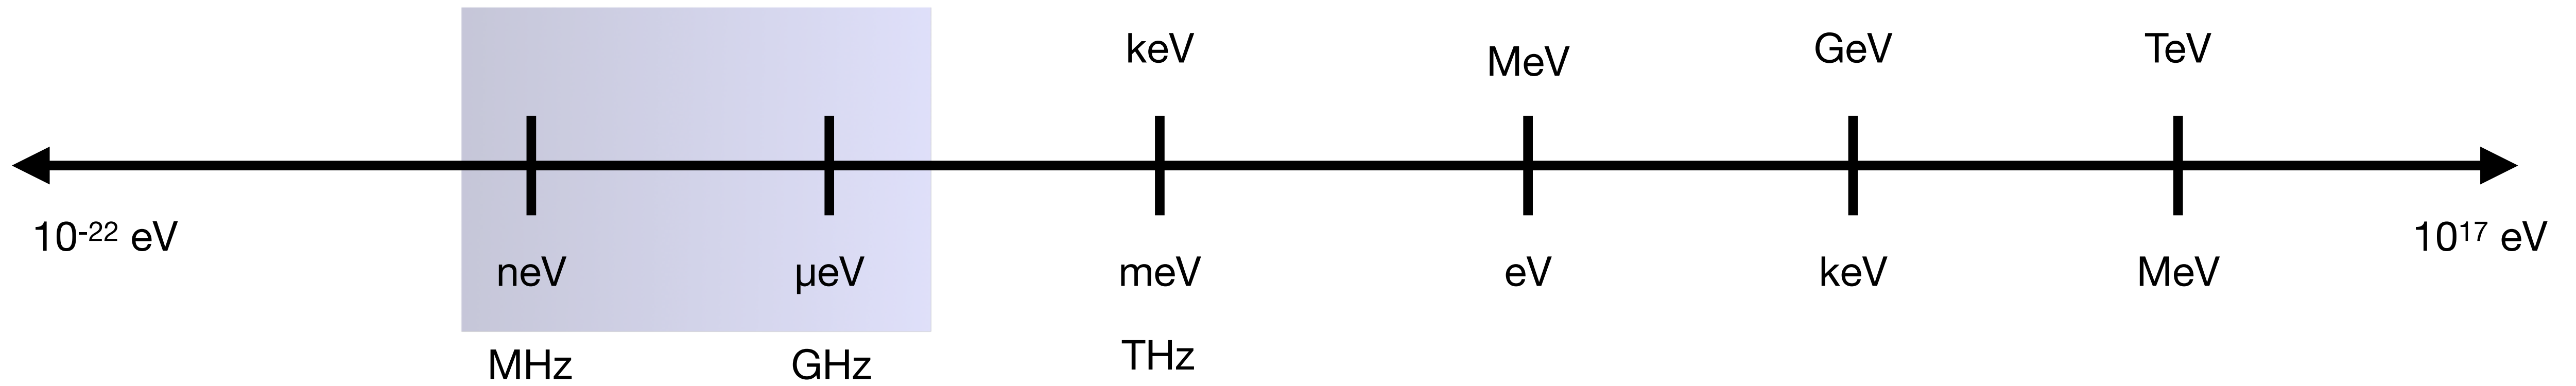 keV MeV GeV TeV
10-22 eV 1017 eV
neV µeV meV eV keV MeV
MHz GHz THz